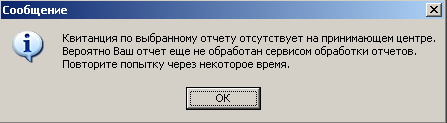 Сообщение
Квитанция по выбранному отчету отсутствует на принимающем центре.
Вероятно Ваш отчет еще не обработан сервисом обработки отчетов.
Повторите попытку через некоторое время.
OK